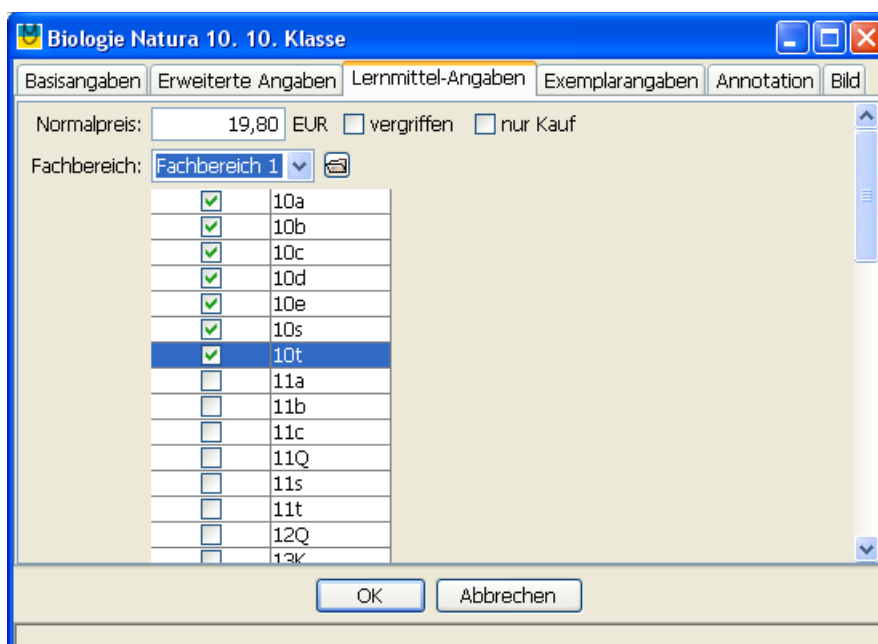 Biologie Natura 10. 10. Klasse
Basisangaben Erweiterte Angaben Lernmittel-Angaben Exemplarangaben Annotation Bild
Normalpreis: 19,80 EUR vergriffen nur Kauf
Fachbereich: Fachbereich 1
10a
10b
10c
10d
10e
10s
10t
11a
11b
11c
11Q
11s
11t
12Q
13K
OK Abbrechen